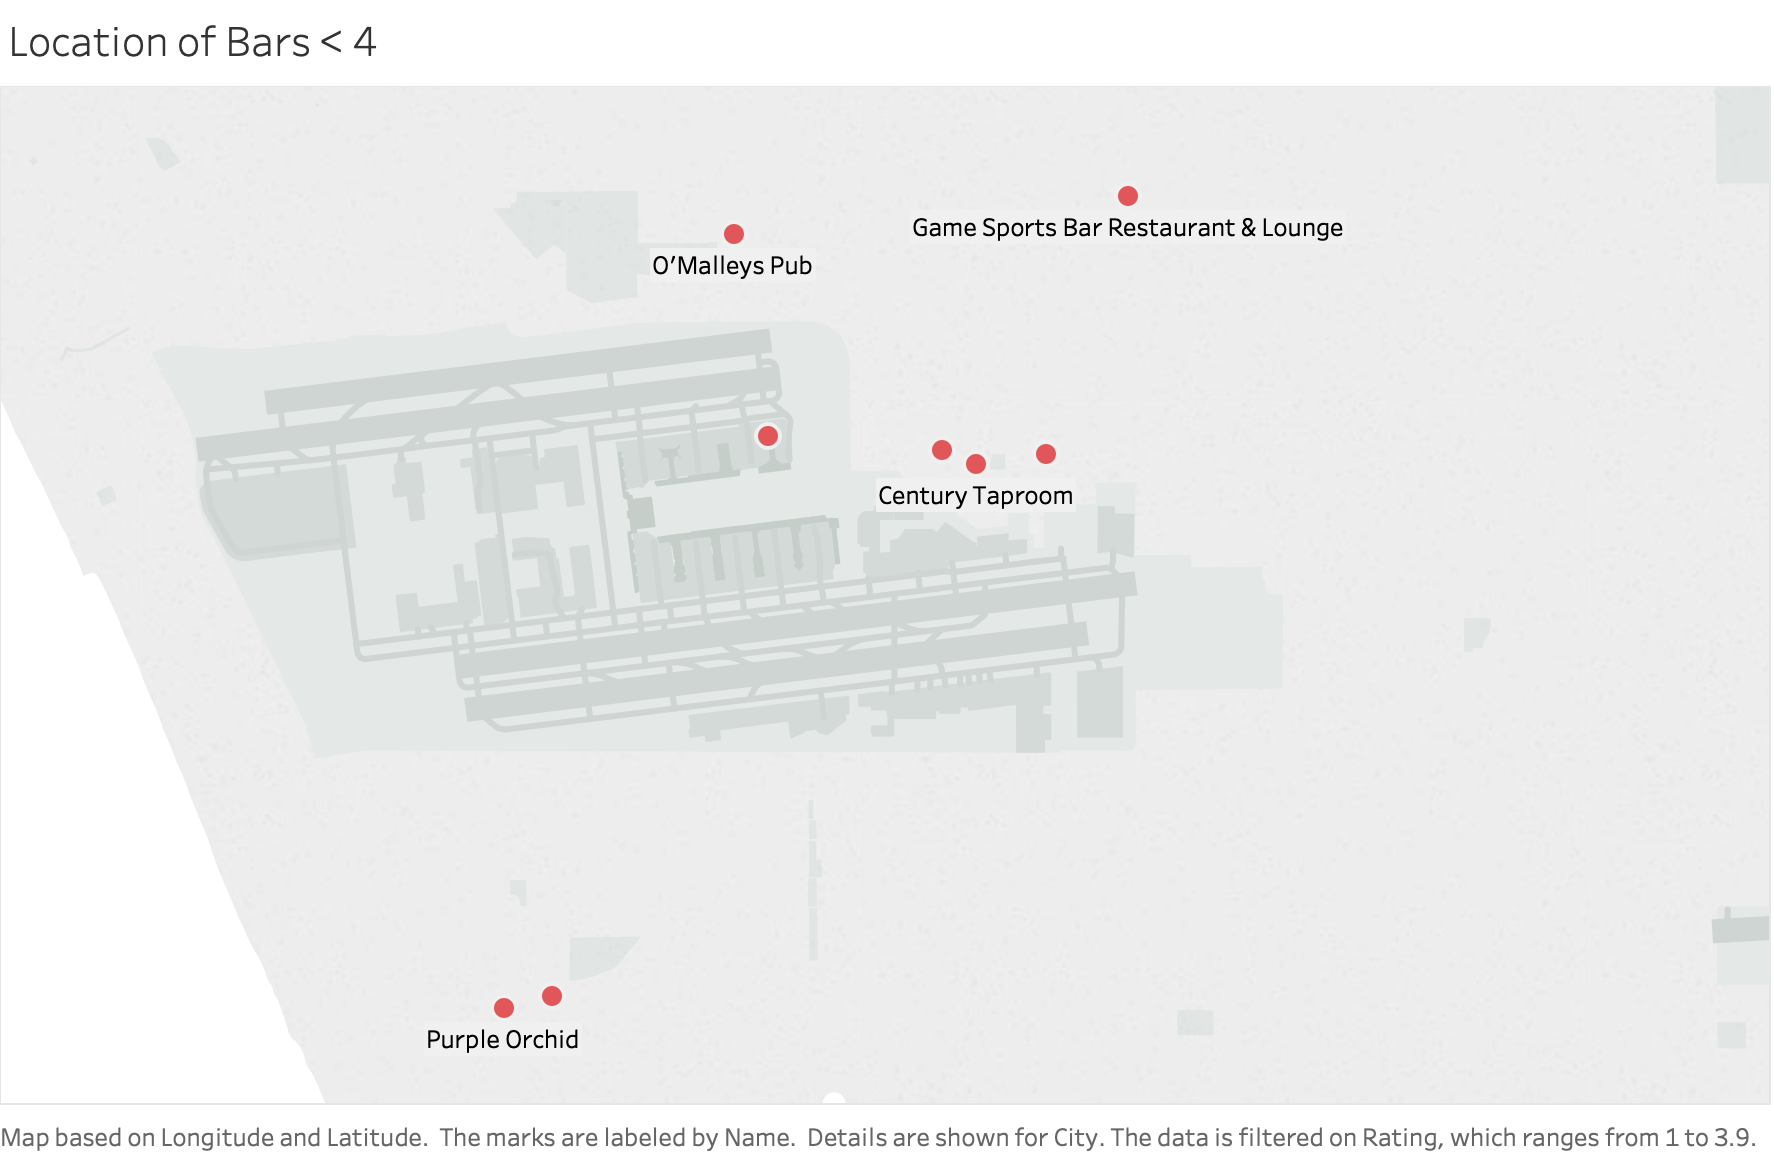 Location of Bars < 4
Game Sports Bar Restaurant & Lounge
O'Malleys Pub
Century Taproom
Purple Orchid
Map based on Longitude and Latitude.  The marks are labeled by Name.  Details are shown for City. The data is filtered on Rating, which ranges from 1 to 3.9.